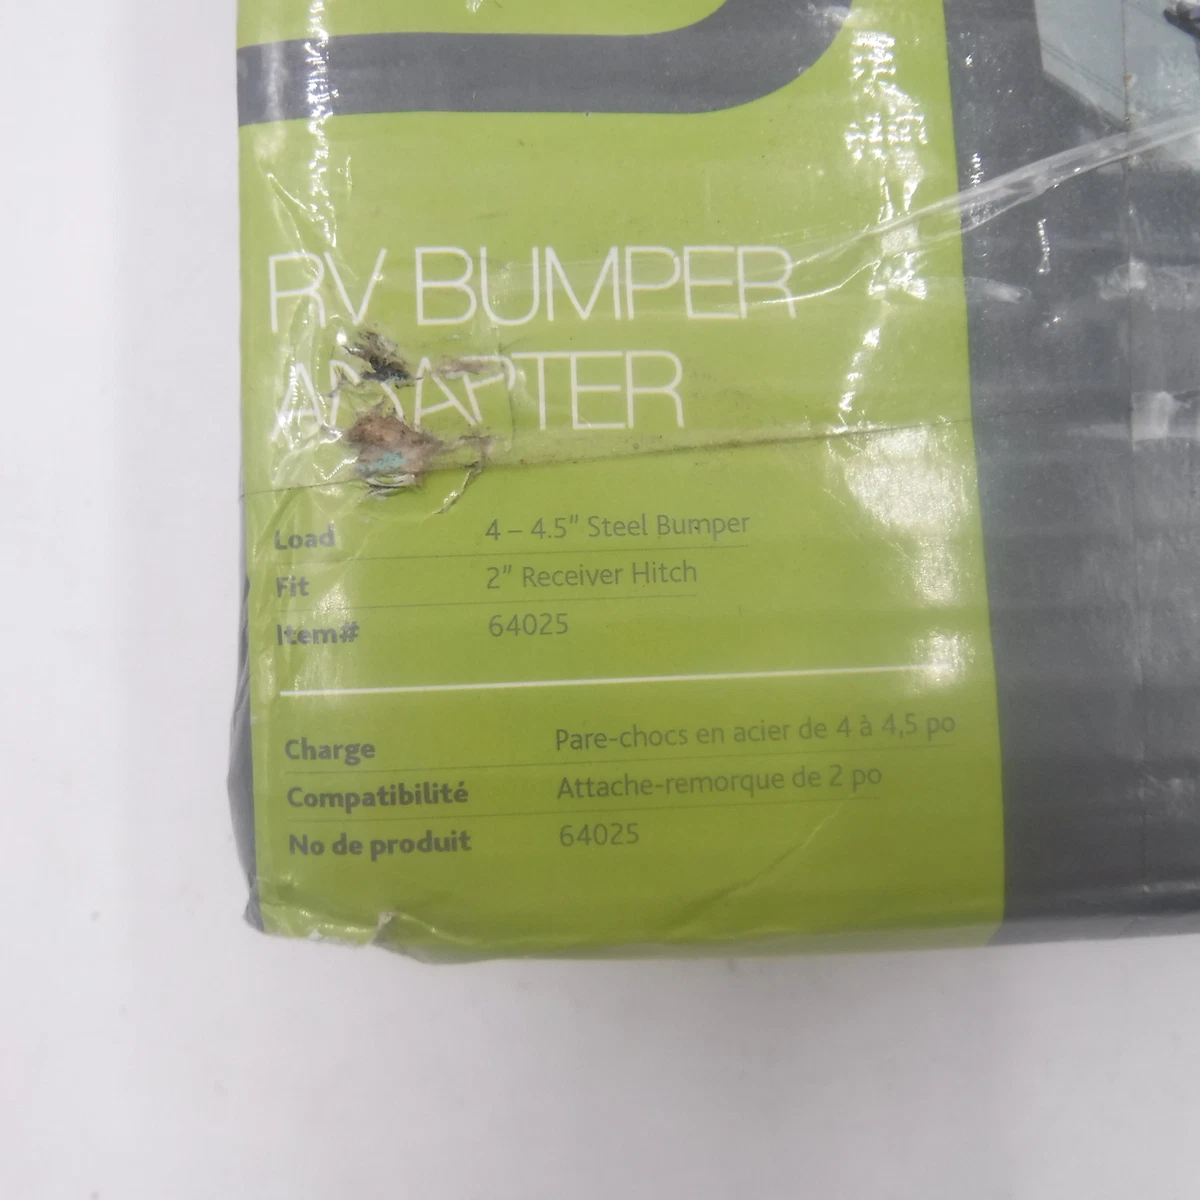 RV BUMPER
ADAPTER
Load 4 – 4.5" Steel Bumper
Fit 2" Receiver Hitch
Item# 64025
Charge Pare-chocs en acier de 4 à 4,5 po
Compatibilité Attache-remorque de 2 po
No de produit 64025